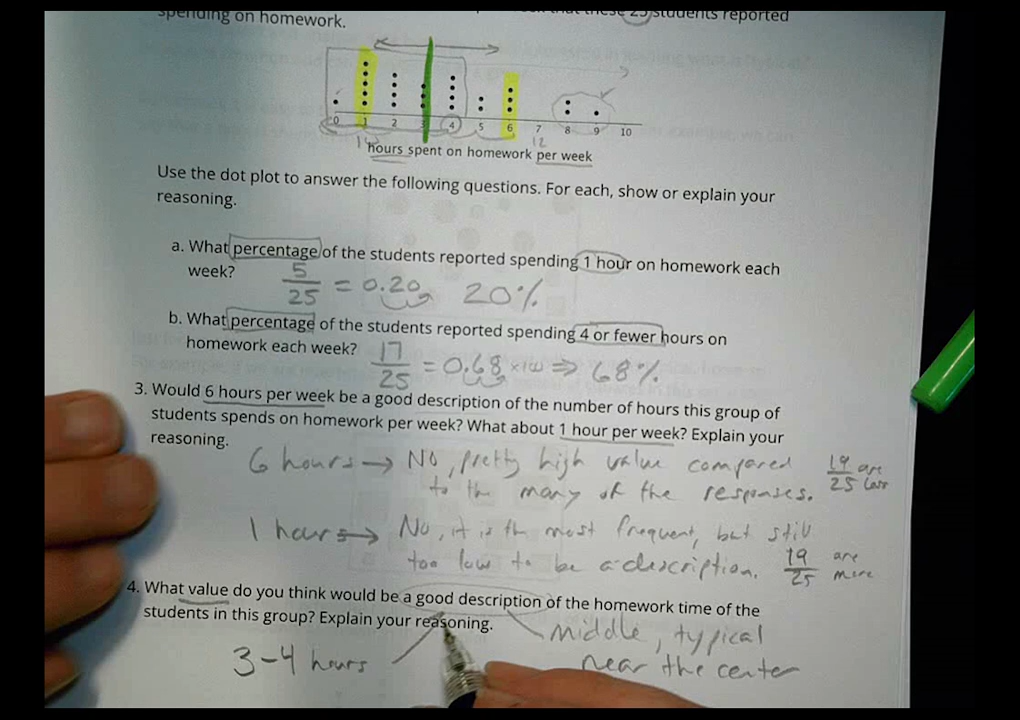 spending on homework.
students reported
0 1 2 3 4 5 6 7 8 9 10
12
hours spent on homework per week
Use the dot plot to answer the following questions. For each, show or explain your
reasoning.
a. What percentage of the students reported spending 1 hour on homework each
week?
5/25 = 0.20 20%
b. What percentage of the students reported spending 4 or fewer hours on
homework each week?
17/25 = 0.68 x100 ⇒ 68%
3. Would 6 hours per week be a good description of the number of hours this group of
students spends on homework per week? What about 1 hour per week? Explain your
reasoning.
6 hours → No, pretty high value compared
to the many of the responses.
19/25 are less
1 hours → No, it is the most frequent, but still
too low to be a description.
19/25 are more
4. What value do you think would be a good description of the homework time of the
students in this group? Explain your reasoning.
middle, typical
near the center
3-4 hours